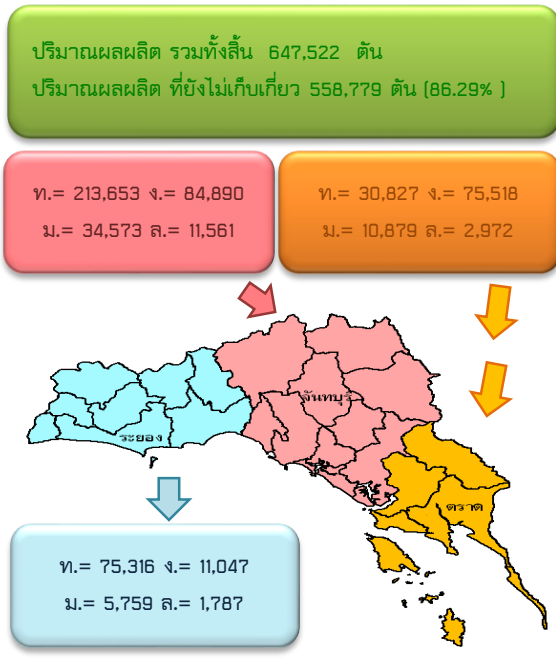 ปริมาณผลผลิต รวมทั้งสิ้น 647,522 ตัน
ปริมาณผลผลิต ที่ยังไม่เก็บเกี่ยว 558,779 ตัน (86.29% )
ท.= 213,653 ง.= 84,890
ม.= 34,573 ล.= 11,561
ท.= 30,827 ง.= 75,518
ม.= 10,879 ล.= 2,972
จันทบุรี
ระยอง
ตราด
ท.= 75,316 ง.= 11,047
ม.= 5,759 ล.= 1,787